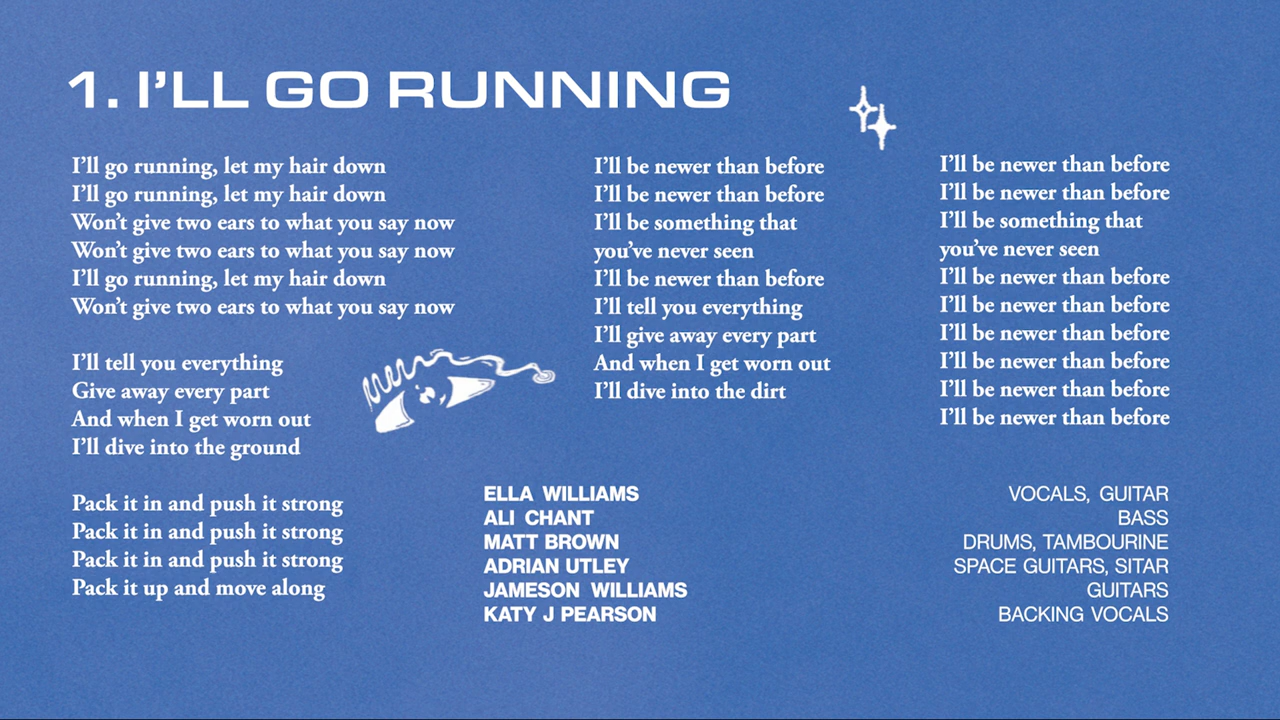 1. I'LL GO RUNNING
I'll go running, let my hair down
I'll go running, let my hair down
Won't give two ears to what you say now
Won't give two ears to what you say now
I'll go running, let my hair down
Won't give two ears to what you say now
I'll tell you everything
Give away every part
And when I get worn out
I'll dive into the ground
Pack it in and push it strong
Pack it in and push it strong
Pack it in and push it strong
Pack it up and move along
I'll be newer than before
I'll be newer than before
I'll be something that
you've never seen
I'll be newer than before
I'll tell you everything
I'll give away every part
And when I get worn out
I'll dive into the dirt
I'll be newer than before
I'll be newer than before
I'll be something that
you've never seen
I'll be newer than before
I'll be newer than before
I'll be newer than before
I'll be newer than before
I'll be newer than before
I'll be newer than before
ELLA WILLIAMS VOCALS, GUITAR
ALI CHANT BASS
MATT BROWN DRUMS, TAMBOURINE
ADRIAN UTLEY SPACE GUITARS, SITAR
JAMESON WILLIAMS GUITARS
KATY J PEARSON BACKING VOCALS